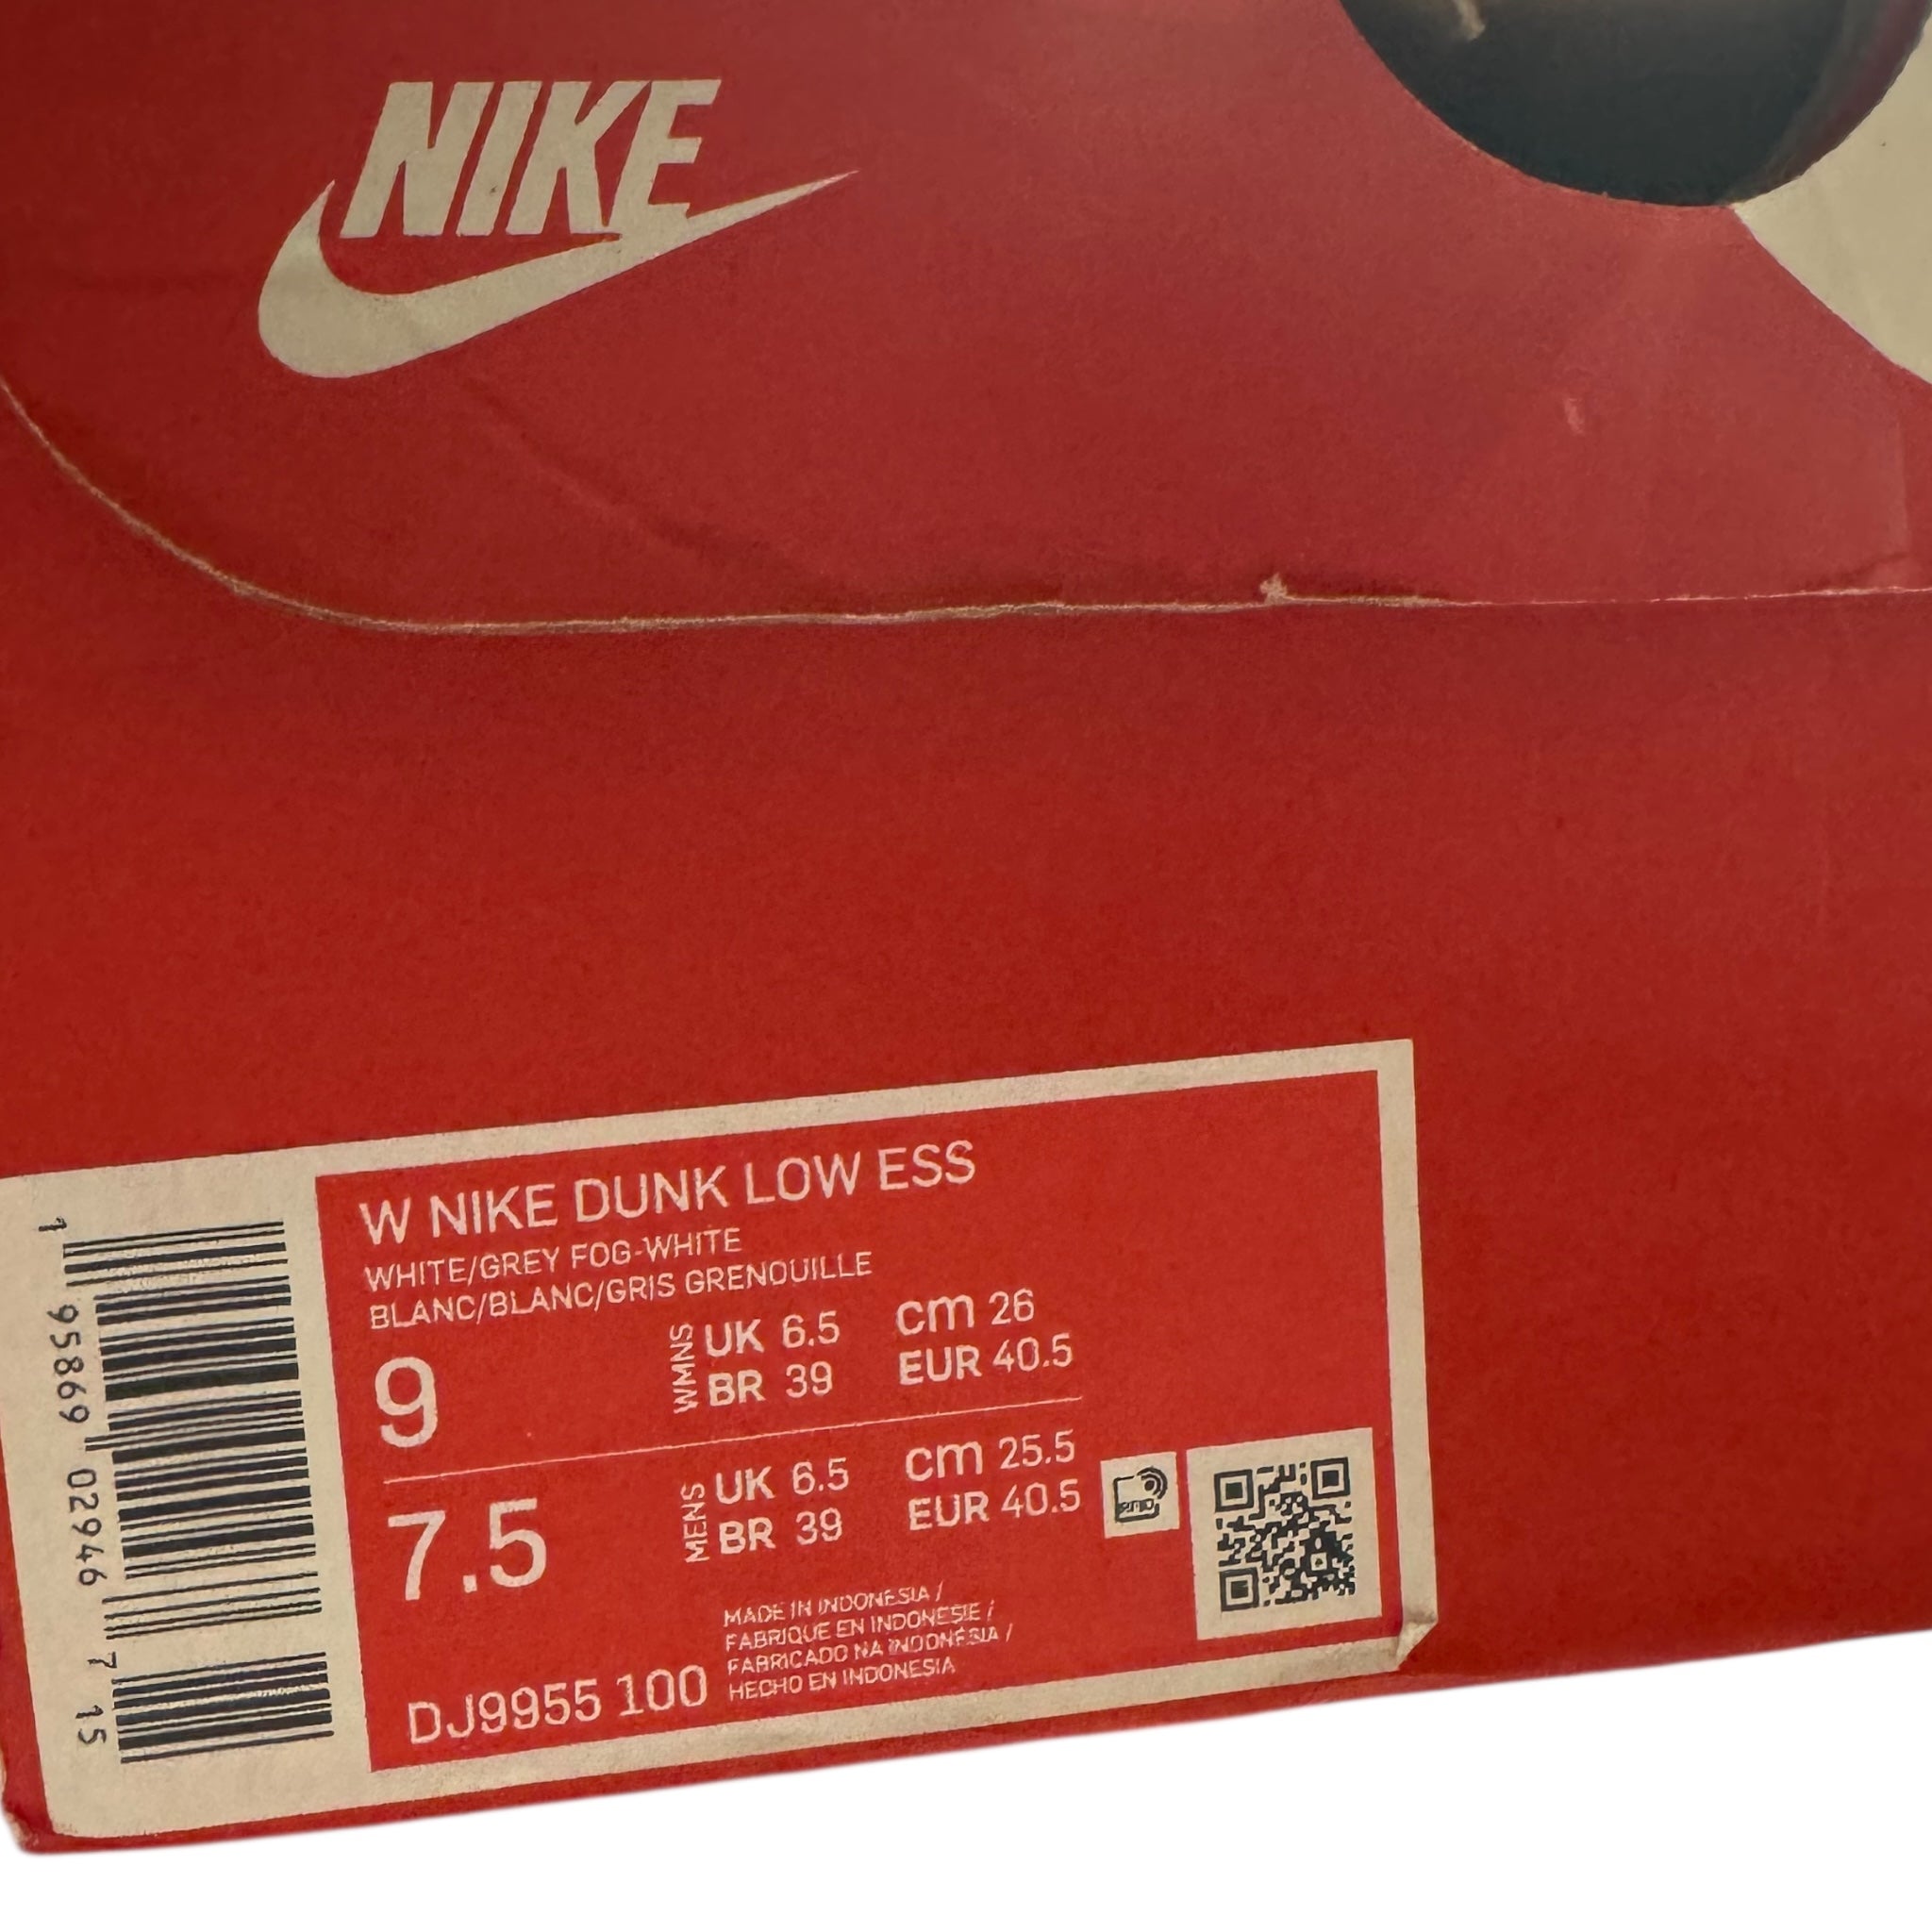 NIKE
W NIKE DUNK LOW ESS
WHITE/GREY FOG-WHITE
BLANC/BLANC/GRIS GRENOUILLE
9
WMNS
UK 6.5 cm 26
BR 39 EUR 40.5
7.5
MENS
UK 6.5 cm 25.5
BR 39 EUR 40.5
MADE IN INDONESIA /
FABRIQUE EN INDONESIE /
FABRICADO NA INDONÉSIA /
HECHO EN INDONESIA
DJ9955 100
1 95869 02946 7 15